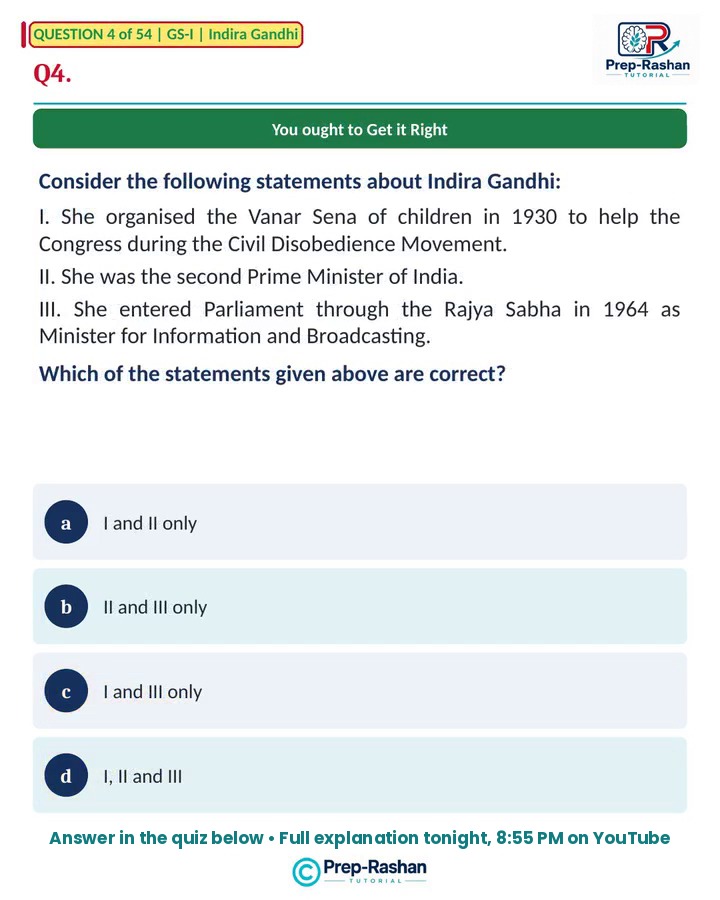 QUESTION 4 of 54 | GS-I | Indira Gandhi
Prep-Rashan
TUTORIAL
Q4.
You ought to Get it Right
Consider the following statements about Indira Gandhi:
I. She organised the Vanar Sena of children in 1930 to help the
Congress during the Civil Disobedience Movement.
II. She was the second Prime Minister of India.
III. She entered Parliament through the Rajya Sabha in 1964 as
Minister for Information and Broadcasting.
Which of the statements given above are correct?
a I and II only
b II and III only
c I and III only
d I, II and III
Answer in the quiz below • Full explanation tonight, 8:55 PM on YouTube
© Prep-Rashan
TUTORIAL